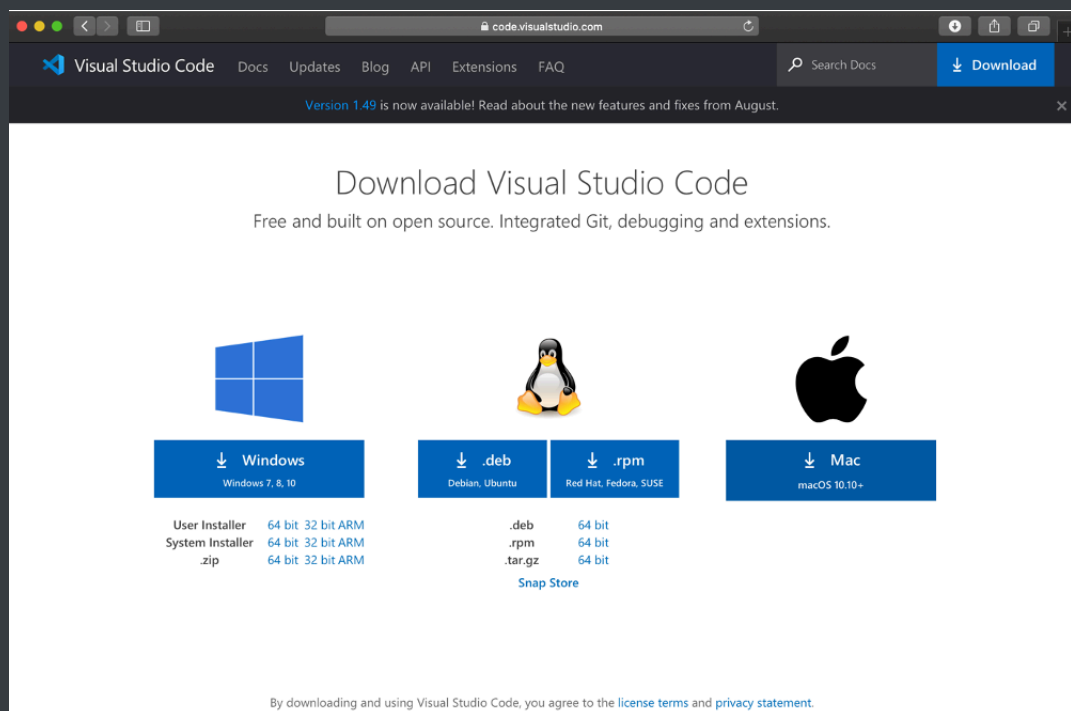 code.visualstudio.com
Visual Studio Code Docs Updates Blog API Extensions FAQ Search Docs Download
Version 1.49 is now available! Read about the new features and fixes from August.
Download Visual Studio Code
Free and built on open source. Integrated Git, debugging and extensions.
Windows
Windows 7, 8, 10
User Installer 64 bit 32 bit ARM
System Installer 64 bit 32 bit ARM
.zip 64 bit 32 bit ARM
.deb
Debian, Ubuntu
.rpm
Red Hat, Fedora, SUSE
.deb 64 bit
.rpm 64 bit
.tar.gz 64 bit
Snap Store
Mac
macOS 10.10+
By downloading and using Visual Studio Code, you agree to the license terms and privacy statement.